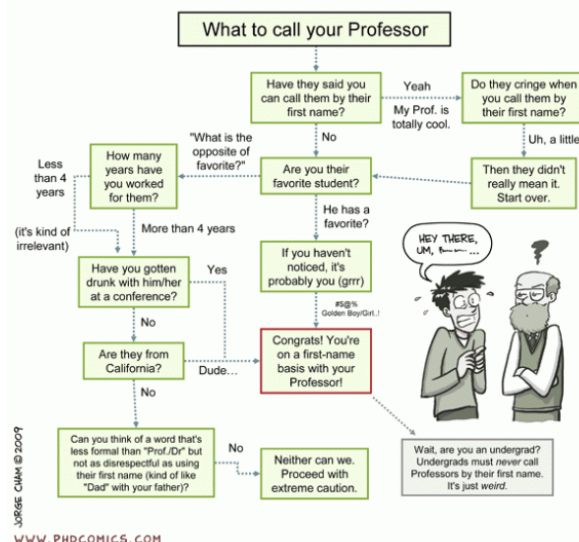 What to call your Professor
Have they said you
can call them by their
first name?
Yeah
My Prof. is
totally cool.
Do they cringe when
you call them by
their first name?
No
Uh, a little
"What is the
opposite of
favorite?"
How many
years have
you worked
for them?
Less
than 4
years
Are you their
favorite student?
Then they didn't
really mean it.
Start over.
(it's kind of
irrelevant)
More than 4 years
He has a
favorite?
Have you gotten
drunk with him/her
at a conference?
Yes
If you haven't
noticed, it's
probably you (grrr)
HEY THERE,
UM,
?
No
#$@%
Golden Boy/Girl..!
Are they from
California?
Dude...
Congrats! You're
on a first-name
basis with your
Professor!
No
Can you think of a word that's
less formal than "Prof./Dr" but
not as disrespectful as using
their first name (kind of like
"Dad" with your father)?
No
Neither can we.
Proceed with
extreme caution.
Wait, are you an undergrad?
Undergrads must never call
Professors by their first name.
It's just weird.
JORGE CHAM © 2009
WWW.PHDCOMICS.COM